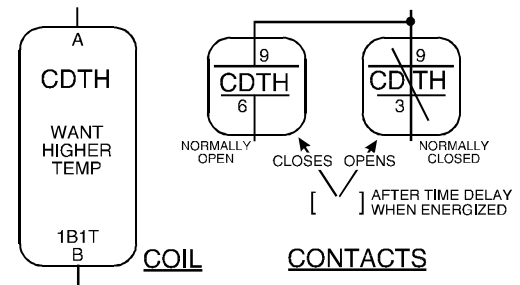 A
CDTH
WANT
HIGHER
TEMP
1B1T
B
COIL
9
CDTH
6
NORMALLY
OPEN
9
CDTH
3
NORMALLY
CLOSED
CLOSES OPENS
[ ] AFTER TIME DELAY
WHEN ENERGIZED
CONTACTS